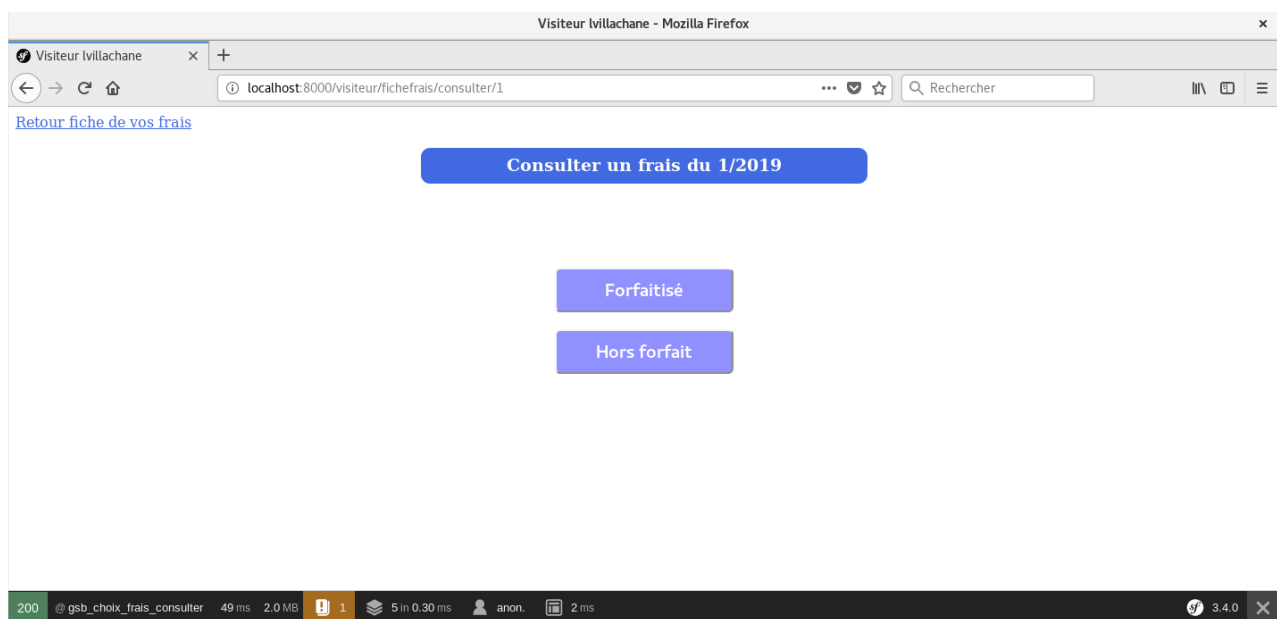 Visiteur lvillachane - Mozilla Firefox
Visiteur lvillachane
localhost:8000/visiteur/fichefrais/consulter/1
Rechercher
Retour fiche de vos frais
Consulter un frais du 1/2019
Forfaitisé
Hors forfait
200 @ gsb_choix_frais_consulter 49 ms 2.0 MB 1 5 in 0.30 ms anon. 2 ms sf 3.4.0